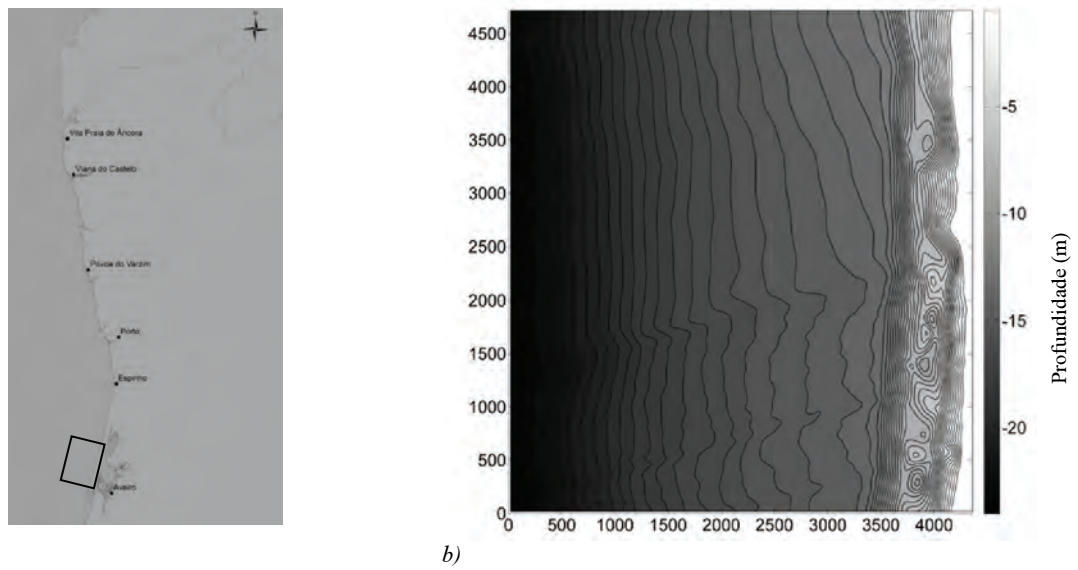 Vila Praia de Âncora
Viana do Castelo
Póvoa do Varzim
Porto
Espinho
Aveiro
4500
4000
3500
3000
2500
2000
1500
1000
500
0
0 500 1000 1500 2000 2500 3000 3500 4000
-5
-10
-15
-20
Profundidade (m)
b)